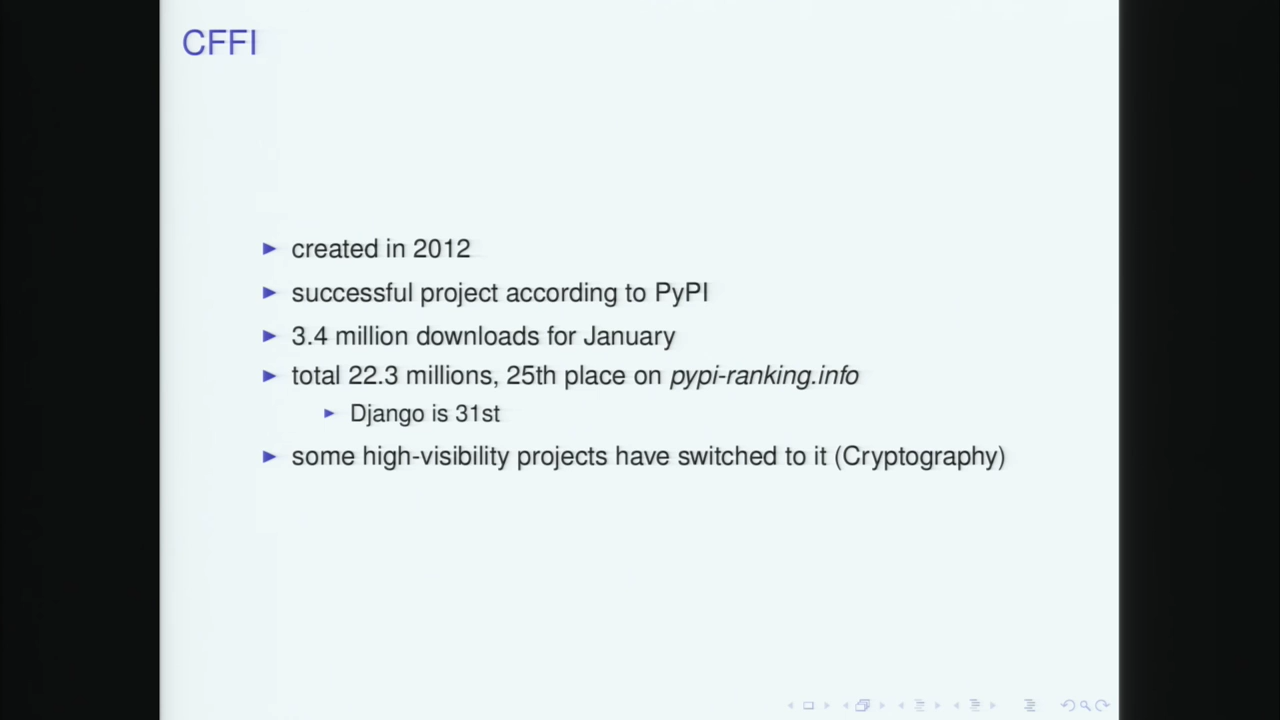 CFFI
created in 2012
successful project according to PyPI
3.4 million downloads for January
total 22.3 millions, 25th place on pypi-ranking.info
Django is 31st
some high-visibility projects have switched to it (Cryptography)